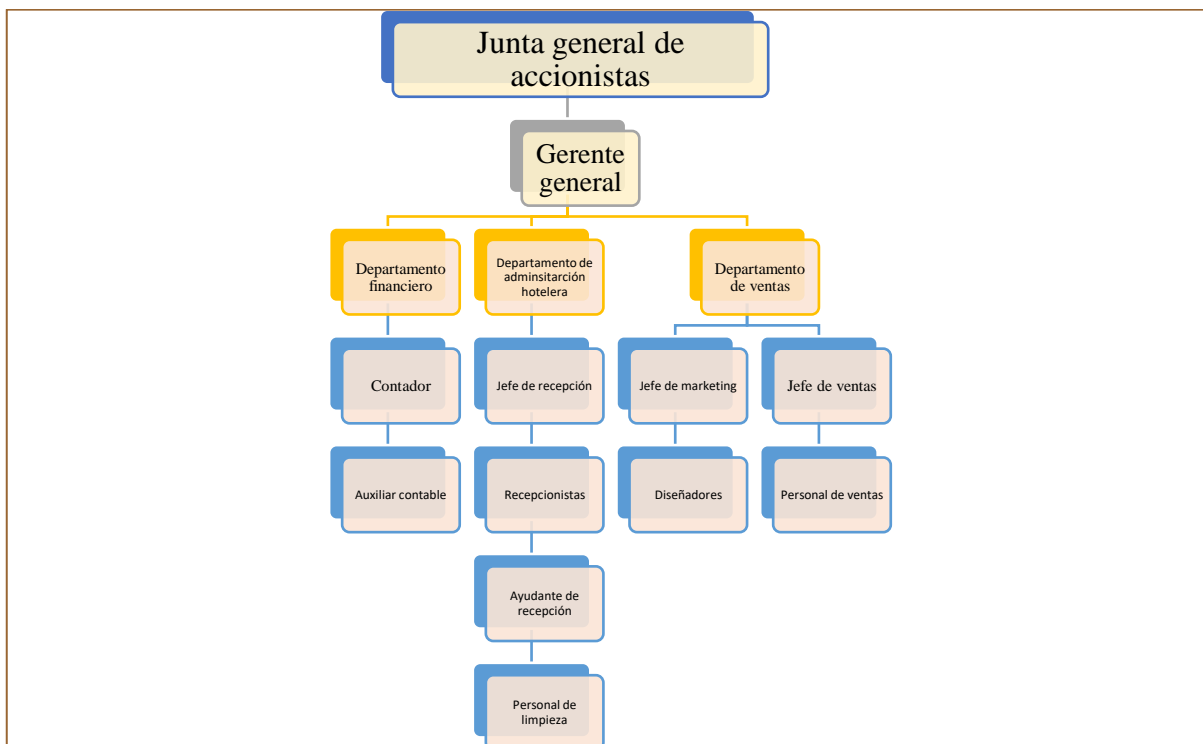 Junta general de
accionistas
Gerente
general
Departamento
financiero
Departamento de
adminsitarción
hotelera
Departamento
de ventas
Contador
Jefe de recepción
Jefe de marketing
Jefe de ventas
Auxiliar contable
Recepcionistas
Diseñadores
Personal de ventas
Ayudante de
recepción
Personal de
limpieza